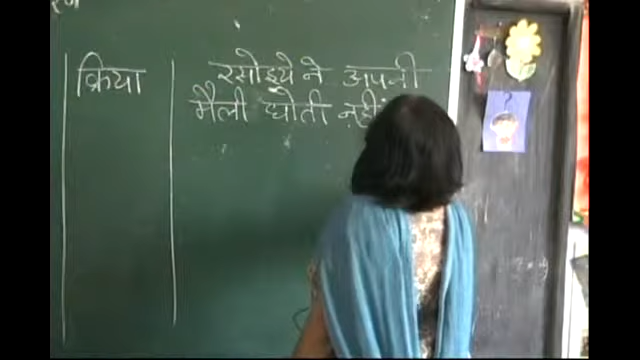 क्रिया
रसोइये ने अपनी
मैली धोती नहीं